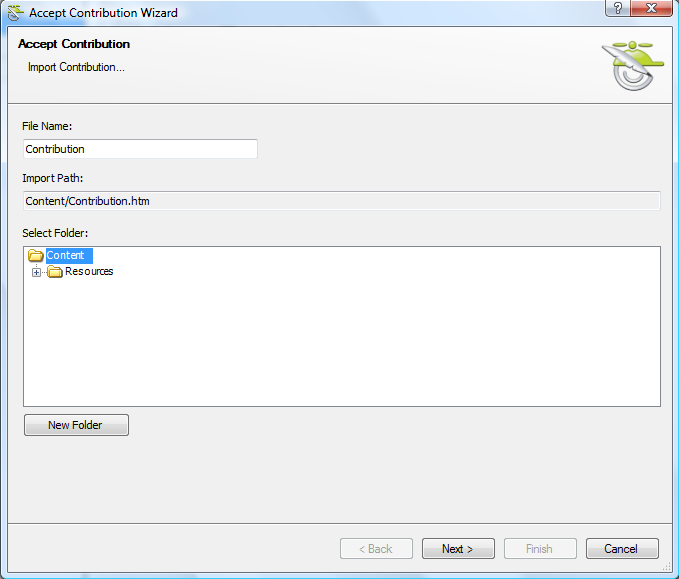 Accept Contribution Wizard
?
Accept Contribution
Import Contribution...
File Name:
Contribution
Import Path:
Content/Contribution.htm
Select Folder:
Content
Resources
New Folder
< Back Next > Finish Cancel